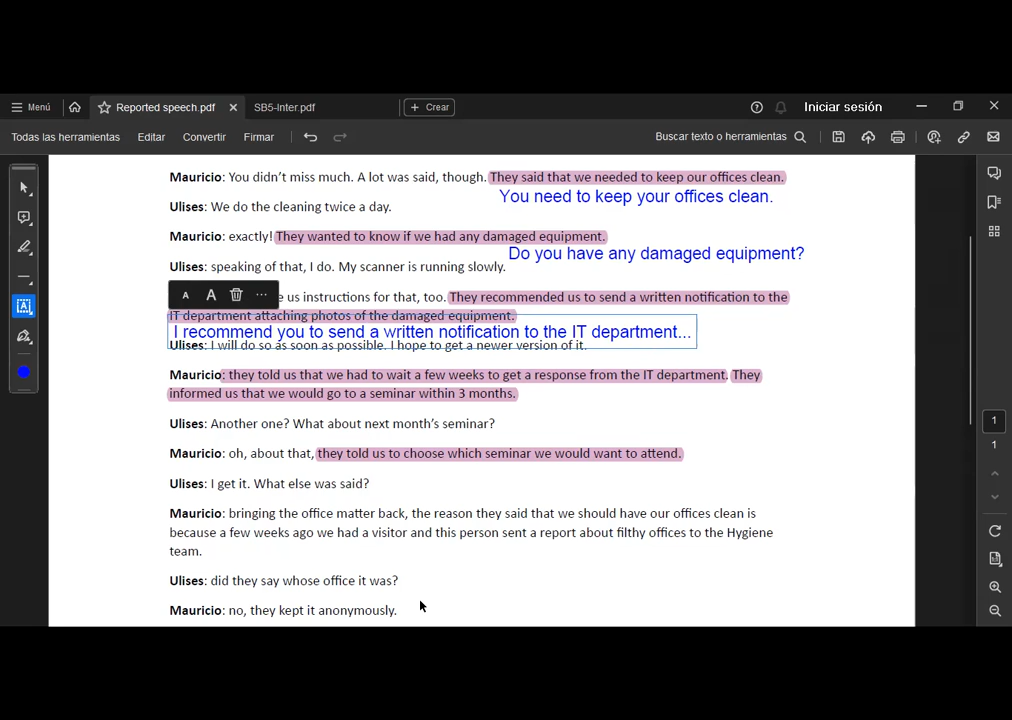 Menú
Reported speech.pdf
SB5-Inter.pdf
Crear
Iniciar sesión
Todas las herramientas
Editar
Convertir
Firmar
Buscar texto o herramientas
Mauricio: You didn't miss much. A lot was said, though. They said that we needed to keep our offices clean.
You need to keep your offices clean.
Ulises: We do the cleaning twice a day.
Mauricio: exactly! They wanted to know if we had any damaged equipment.
Do you have any damaged equipment?
Ulises: speaking of that, I do. My scanner is running slowly.
A A ...
e us instructions for that, too. They recommended us to send a written notification to the
IT department attaching photos of the damaged equipment.
I recommend you to send a written notification to the IT department...
Ulises: I will do so as soon as possible. I hope to get a newer version of it.
Mauricio: they told us that we had to wait a few weeks to get a response from the IT department. They
informed us that we would go to a seminar within 3 months.
Ulises: Another one? What about next month's seminar?
Mauricio: oh, about that, they told us to choose which seminar we would want to attend.
Ulises: I get it. What else was said?
Mauricio: bringing the office matter back, the reason they said that we should have our offices clean is
because a few weeks ago we had a visitor and this person sent a report about filthy offices to the Hygiene
team.
Ulises: did they say whose office it was?
Mauricio: no, they kept it anonymously.
1
1